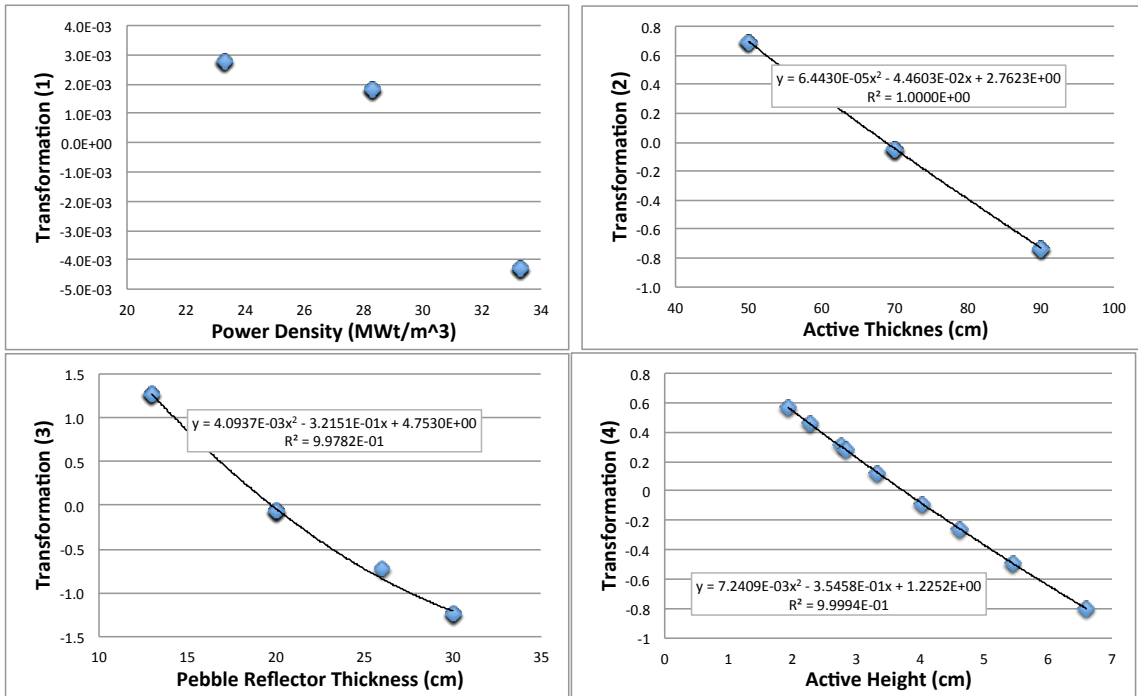 4.0E-03
3.0E-03
2.0E-03
1.0E-03
0.0E+00
-1.0E-03
-2.0E-03
-3.0E-03
-4.0E-03
-5.0E-03
Transformation (1)
20 22 24 26 28 30 32 34
Power Density (MWt/m^3)
0.8
0.6
0.4
0.2
0.0
-0.2
-0.4
-0.6
-0.8
-1.0
Transformation (2)
y = 6.4430E-05x² - 4.4603E-02x + 2.7623E+00
R² = 1.0000E+00
40 50 60 70 80 90 100
Active Thicknes (cm)
1.5
1.0
0.5
0.0
-0.5
-1.0
-1.5
Transformation (3)
y = 4.0937E-03x² - 3.2151E-01x + 4.7530E+00
R² = 9.9782E-01
10 15 20 25 30 35
Pebble Reflector Thickness (cm)
0.8
0.6
0.4
0.2
0
-0.2
-0.4
-0.6
-0.8
-1
Transformation (4)
y = 7.2409E-03x² - 3.5458E-01x + 1.2252E+00
R² = 9.9994E-01
0 1 2 3 4 5 6 7
Active Height (cm)